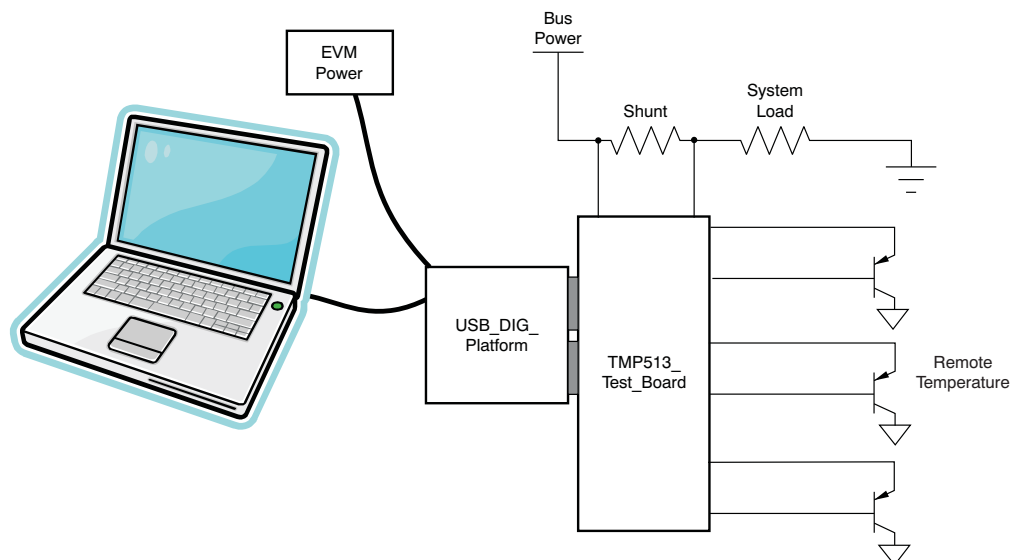 EVM
Power
Bus
Power
Shunt
System
Load
USB_DIG_
Platform
TMP513_
Test_Board
Remote
Temperature